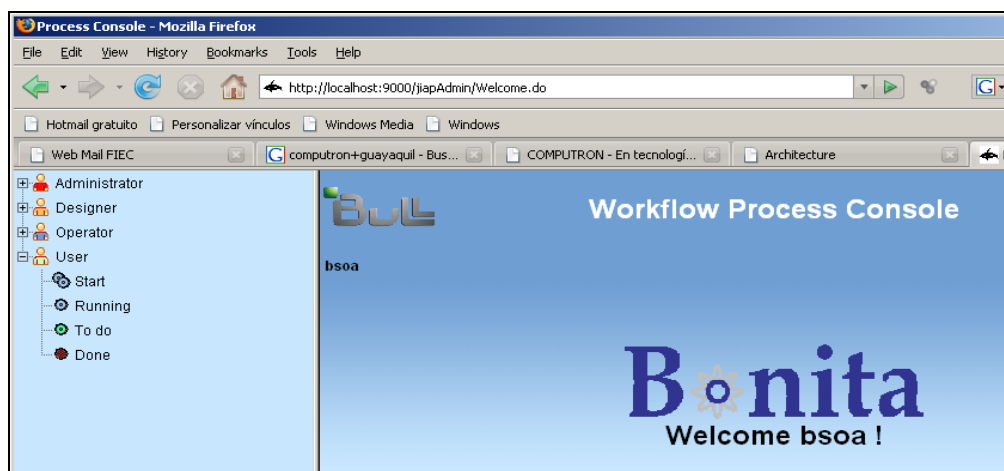 Process Console - Mozilla Firefox
File Edit View History Bookmarks Tools Help
http://localhost:9000/jiapAdmin/Welcome.do
G
Hotmail gratuito Personalizar vínculos Windows Media Windows
Web Mail FIEC computron+guayaquil - Bus... COMPUTRON - En tecnologí... Architecture
Administrator
Designer
Operator
User
Start
Running
To do
Done
Bull
Workflow Process Console
bsoa
Bonita
Welcome bsoa !